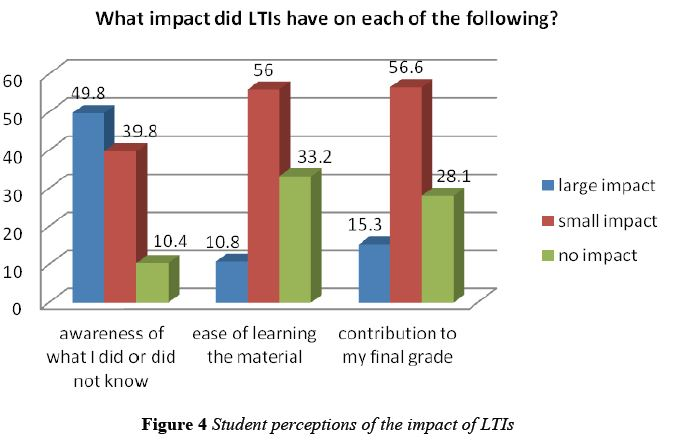 What impact did LTIs have on each of the following?
60
50
40
30
20
10
0
49.8
39.8
10.4
10.8
56
33.2
15.3
56.6
28.1
large impact
small impact
no impact
awareness of
what I did or did
not know
ease of learning
the material
contribution to
my final grade
Figure 4 Student perceptions of the impact of LTIs